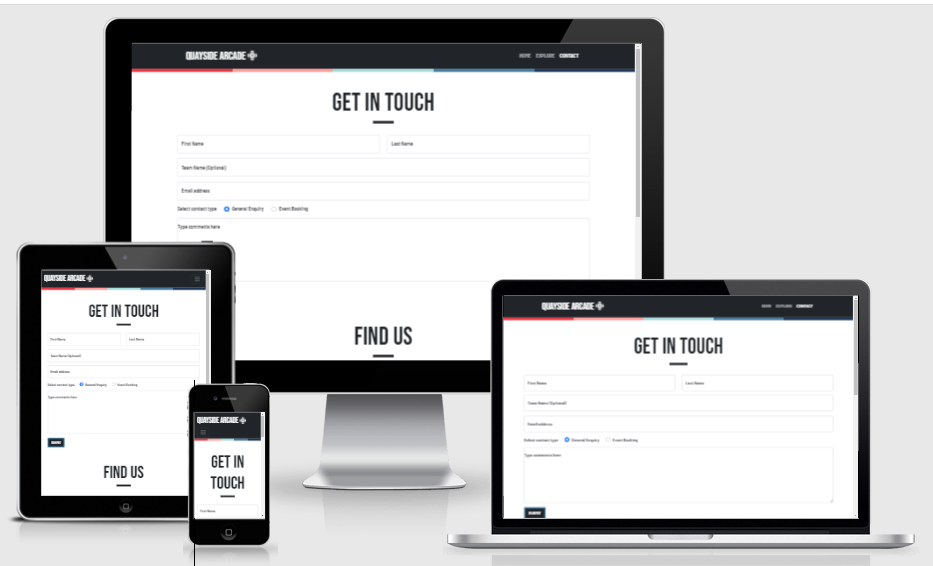 QUAYSIDE ARCADE
HOME EXPLORE CONTACT
GET IN TOUCH
First Name Last Name
Team Name (Optional)
Email address
Select contact type General Enquiry Event Booking
Type comments here
FIND US
QUAYSIDE ARCADE
GET IN TOUCH
First Name Last Name
Team Name (Optional)
Email address
Select contact type General Enquiry Event Booking
Type comments here
SUBMIT
FIND US
QUAYSIDE ARCADE
GET IN
TOUCH
First Name
QUAYSIDE ARCADE
HOME EXPLORE CONTACT
GET IN TOUCH
First Name Last Name
Team Name (Optional)
Email address
Select contact type General Enquiry Event Booking
Type comments here
SUBMIT